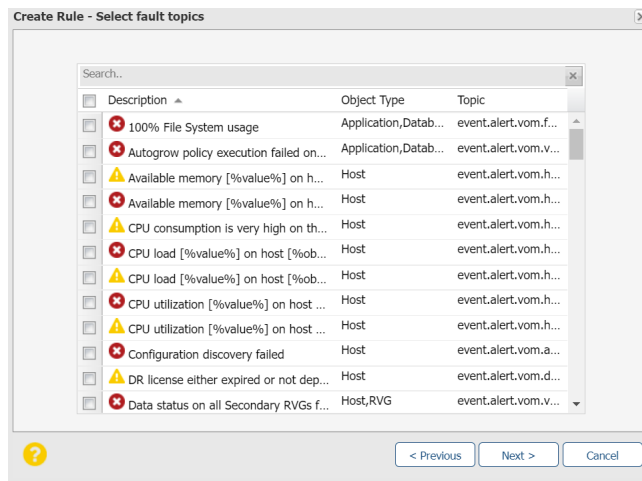 Create Rule - Select fault topics
Search..
Description Object Type Topic
100% File System usage Application,Datab... event.alert.vom.f...
Autogrow policy execution failed on... Application,Datab... event.alert.vom.v...
Available memory [%value%] on h... Host event.alert.vom.h...
Available memory [%value%] on h... Host event.alert.vom.h...
CPU consumption is very high on th... Host event.alert.vom.h...
CPU load [%value%] on host [%ob... Host event.alert.vom.h...
CPU load [%value%] on host [%ob... Host event.alert.vom.h...
CPU utilization [%value%] on host ... Host event.alert.vom.h...
CPU utilization [%value%] on host ... Host event.alert.vom.h...
Configuration discovery failed Host event.alert.vom.a...
DR license either expired or not dep... Host event.alert.vom.d...
Data status on all Secondary RVGs f... Host,RVG event.alert.vom.v...
< Previous Next > Cancel